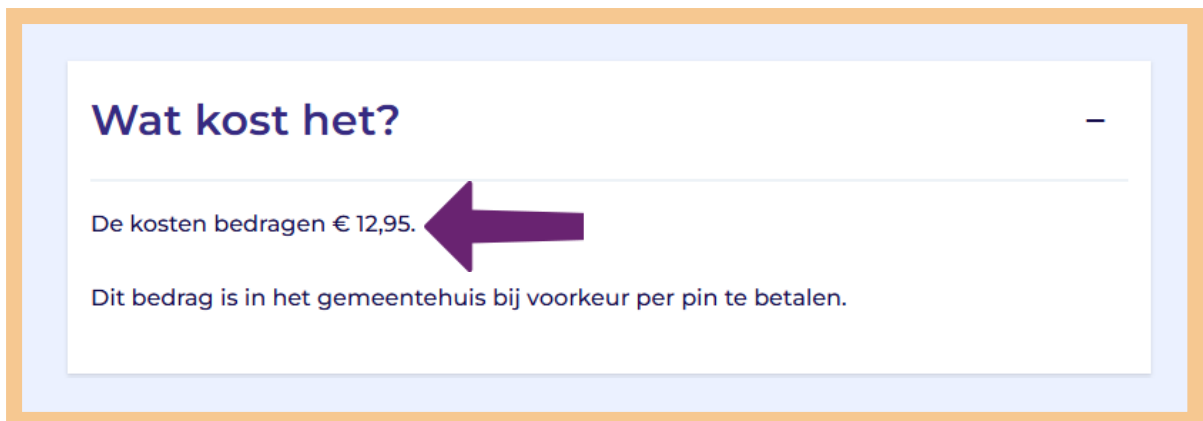 Wat kost het?
De kosten bedragen € 12,95.
Dit bedrag is in het gemeentehuis bij voorkeur per pin te betalen.